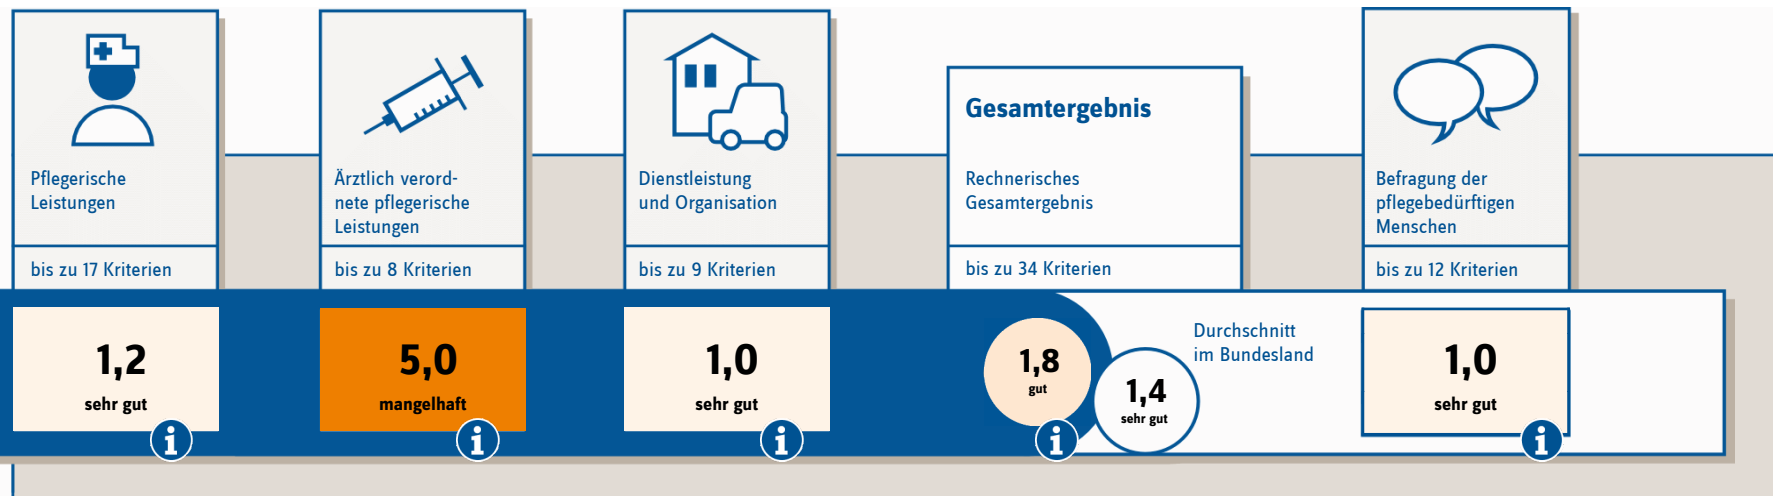 Pflegerische
Leistungen
bis zu 17 Kriterien
1,2
sehr gut
i
Ärztlich verord-
nete pflegerische
Leistungen
bis zu 8 Kriterien
5,0
mangelhaft
i
Dienstleistung
und Organisation
bis zu 9 Kriterien
1,0
sehr gut
i
Gesamtergebnis
Rechnerisches
Gesamtergebnis
bis zu 34 Kriterien
1,8
gut
i
Durchschnitt
im Bundesland
1,4
sehr gut
Befragung der
pflegebedürftigen
Menschen
bis zu 12 Kriterien
1,0
sehr gut
i